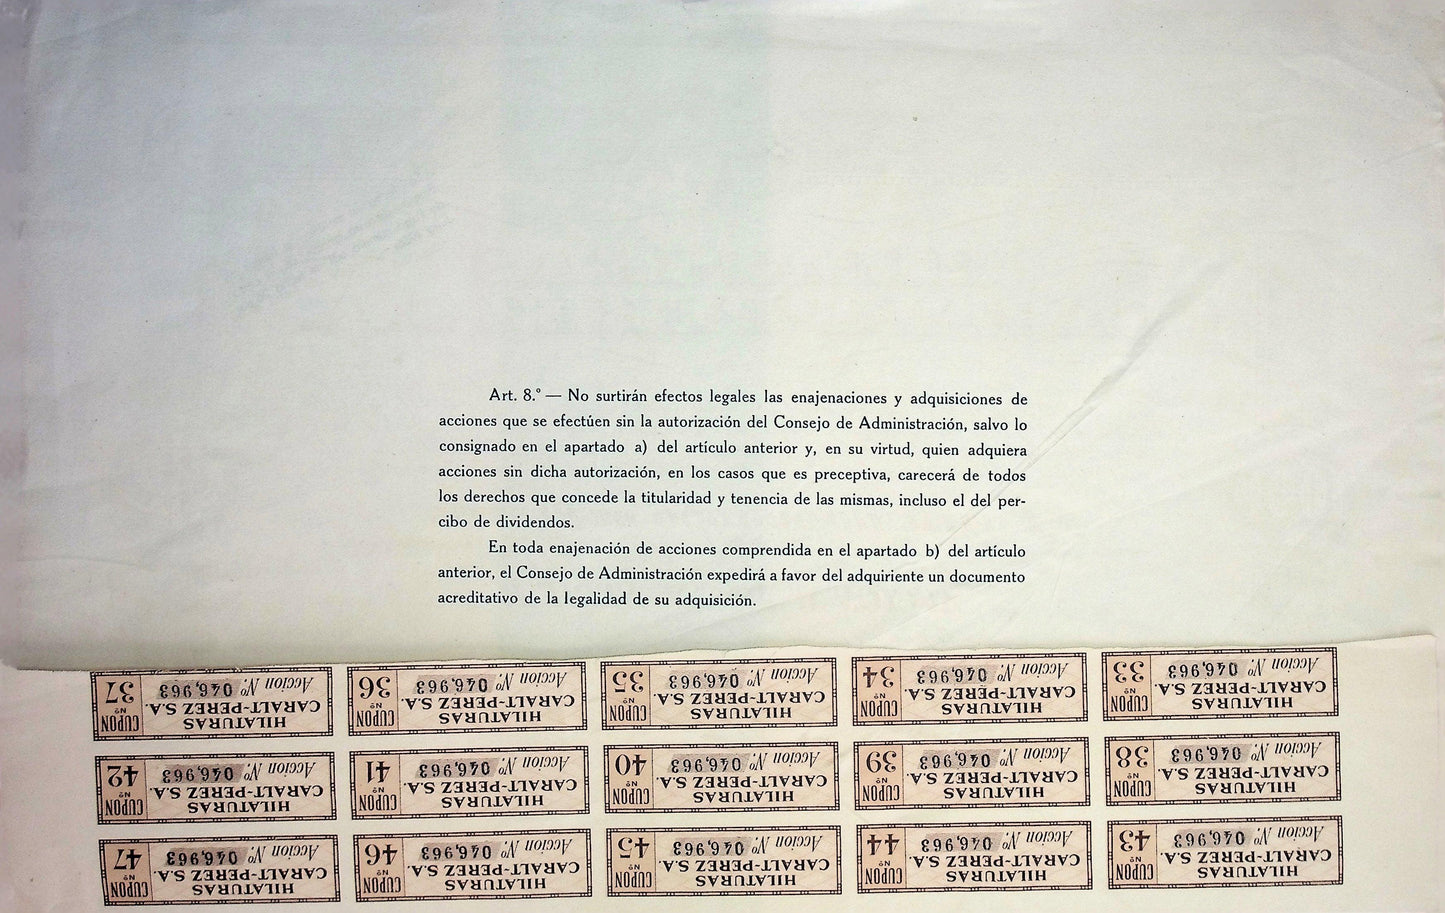 Art. 8.º — No surtirán efectos legales las enajenaciones y adquisiciones de
acciones que se efectúen sin la autorización del Consejo de Administración, salvo lo
consignado en el apartado a) del artículo anterior y, en su virtud, quien adquiera
acciones sin dicha autorización, en los casos que es preceptiva, carecerá de todos
los derechos que concede la titularidad y tenencia de las mismas, incluso el del per-
cibo de dividendos.
En toda enajenación de acciones comprendida en el apartado b) del artículo
anterior, el Consejo de Administración expedirá a favor del adquiriente un documento
acreditativo de la legalidad de su adquisición.
HILATURAS
CARALT-PEREZ S.A.
Accion Nº 046,963
CUPON
Nº
37
HILATURAS
CARALT-PEREZ S.A.
Accion Nº 046,963
CUPON
Nº
36
HILATURAS
CARALT-PEREZ S.A.
Accion Nº 046,963
CUPON
Nº
35
HILATURAS
CARALT-PEREZ S.A.
Accion Nº 046,963
CUPON
Nº
34
HILATURAS
CARALT-PEREZ S.A.
Accion Nº 046,963
CUPON
Nº
33
HILATURAS
CARALT-PEREZ S.A.
Accion Nº 046,963
CUPON
Nº
42
HILATURAS
CARALT-PEREZ S.A.
Accion Nº 046,963
CUPON
Nº
41
HILATURAS
CARALT-PEREZ S.A.
Accion Nº 046,963
CUPON
Nº
40
HILATURAS
CARALT-PEREZ S.A.
Accion Nº 046,963
CUPON
Nº
39
HILATURAS
CARALT-PEREZ S.A.
Accion Nº 046,963
CUPON
Nº
38
HILATURAS
CARALT-PEREZ S.A.
Accion Nº 046,963
CUPON
Nº
47
HILATURAS
CARALT-PEREZ S.A.
Accion Nº 046,963
CUPON
Nº
46
HILATURAS
CARALT-PEREZ S.A.
Accion Nº 046,963
CUPON
Nº
45
HILATURAS
CARALT-PEREZ S.A.
Accion Nº 046,963
CUPON
Nº
44
HILATURAS
CARALT-PEREZ S.A.
Accion Nº 046,963
CUPON
Nº
43